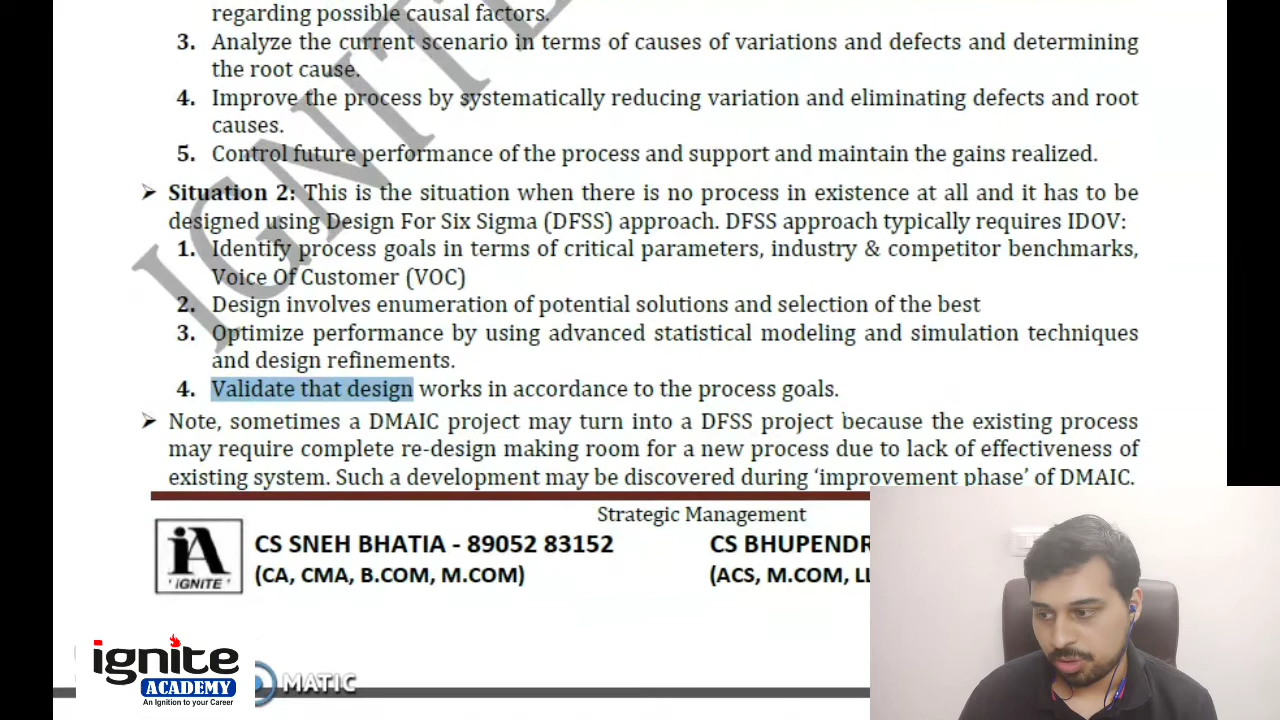 regarding possible causal factors.
3. Analyze the current scenario in terms of causes of variations and defects and determining
the root cause.
4. Improve the process by systematically reducing variation and eliminating defects and root
causes.
5. Control future performance of the process and support and maintain the gains realized.
➢ Situation 2: This is the situation when there is no process in existence at all and it has to be
designed using Design For Six Sigma (DFSS) approach. DFSS approach typically requires IDOV:
1. Identify process goals in terms of critical parameters, industry & competitor benchmarks,
Voice Of Customer (VOC)
2. Design involves enumeration of potential solutions and selection of the best
3. Optimize performance by using advanced statistical modeling and simulation techniques
and design refinements.
4. Validate that design works in accordance to the process goals.
➢ Note, sometimes a DMAIC project may turn into a DFSS project because the existing process
may require complete re-design making room for a new process due to lack of effectiveness of
existing system. Such a development may be discovered during ‘improvement phase’ of DMAIC.
Strategic Management
iA
' iGNITE '
CS SNEH BHATIA - 89052 83152
(CA, CMA, B.COM, M.COM)
CS BHUPENDR
(ACS, M.COM, LL
ignite
ACADEMY
An Ignition to your Career
MATIC
IGNITE